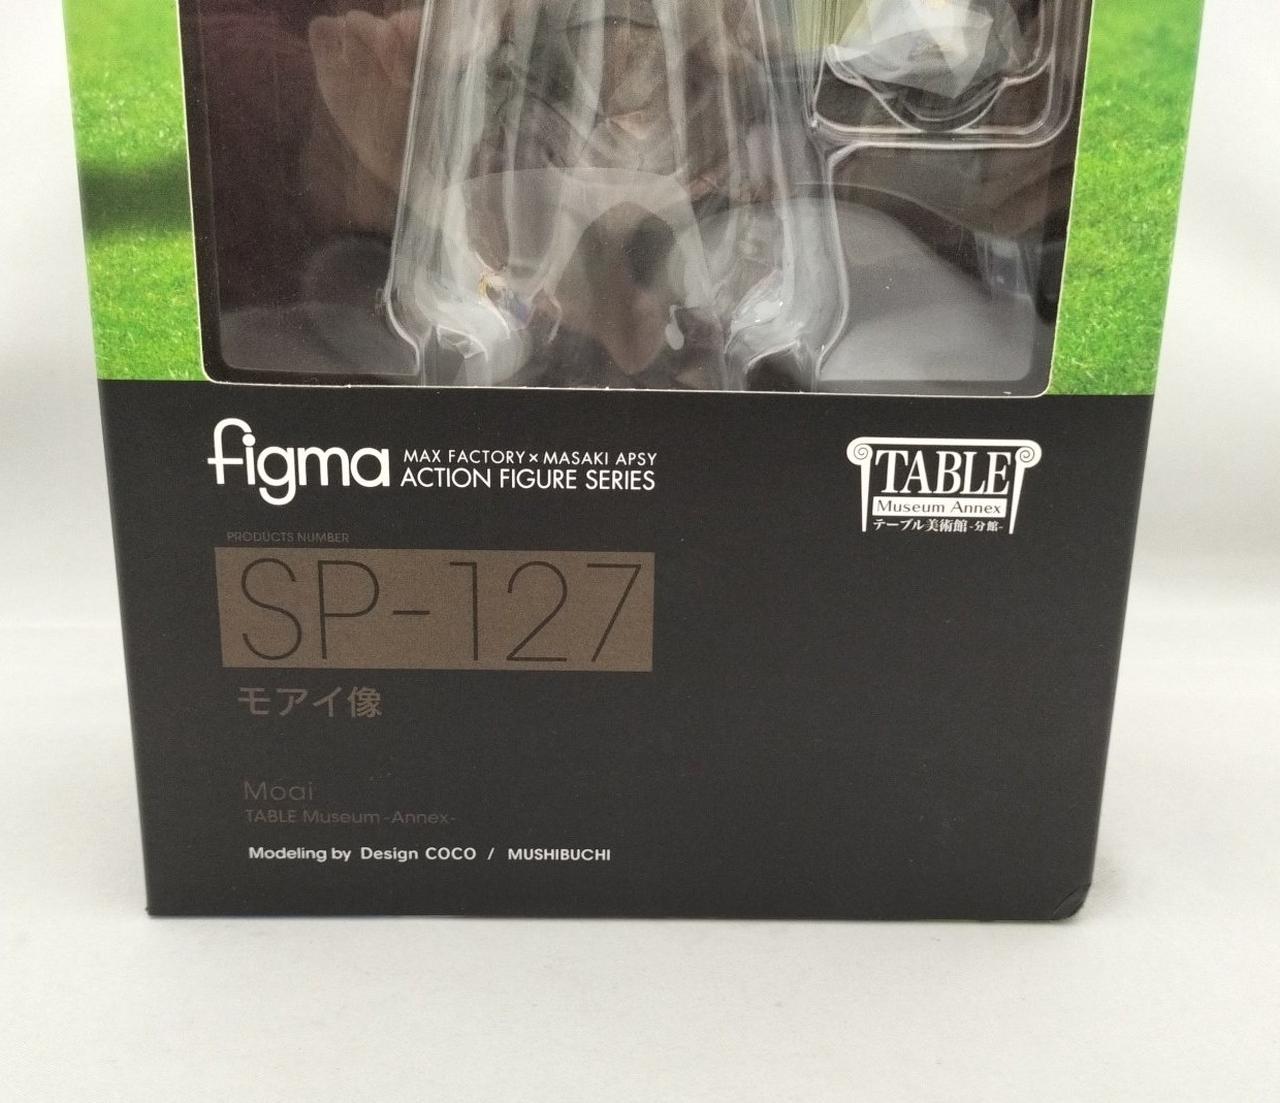 figma
MAX FACTORY × MASAKI APSY
ACTION FIGURE SERIES
TABLE
Museum Annex
テーブル美術館-分館-
PRODUCTS NUMBER
SP-127
モアイ像
Moai
TABLE Museum -Annex-
Modeling by Design COCO / MUSHIBUCHI